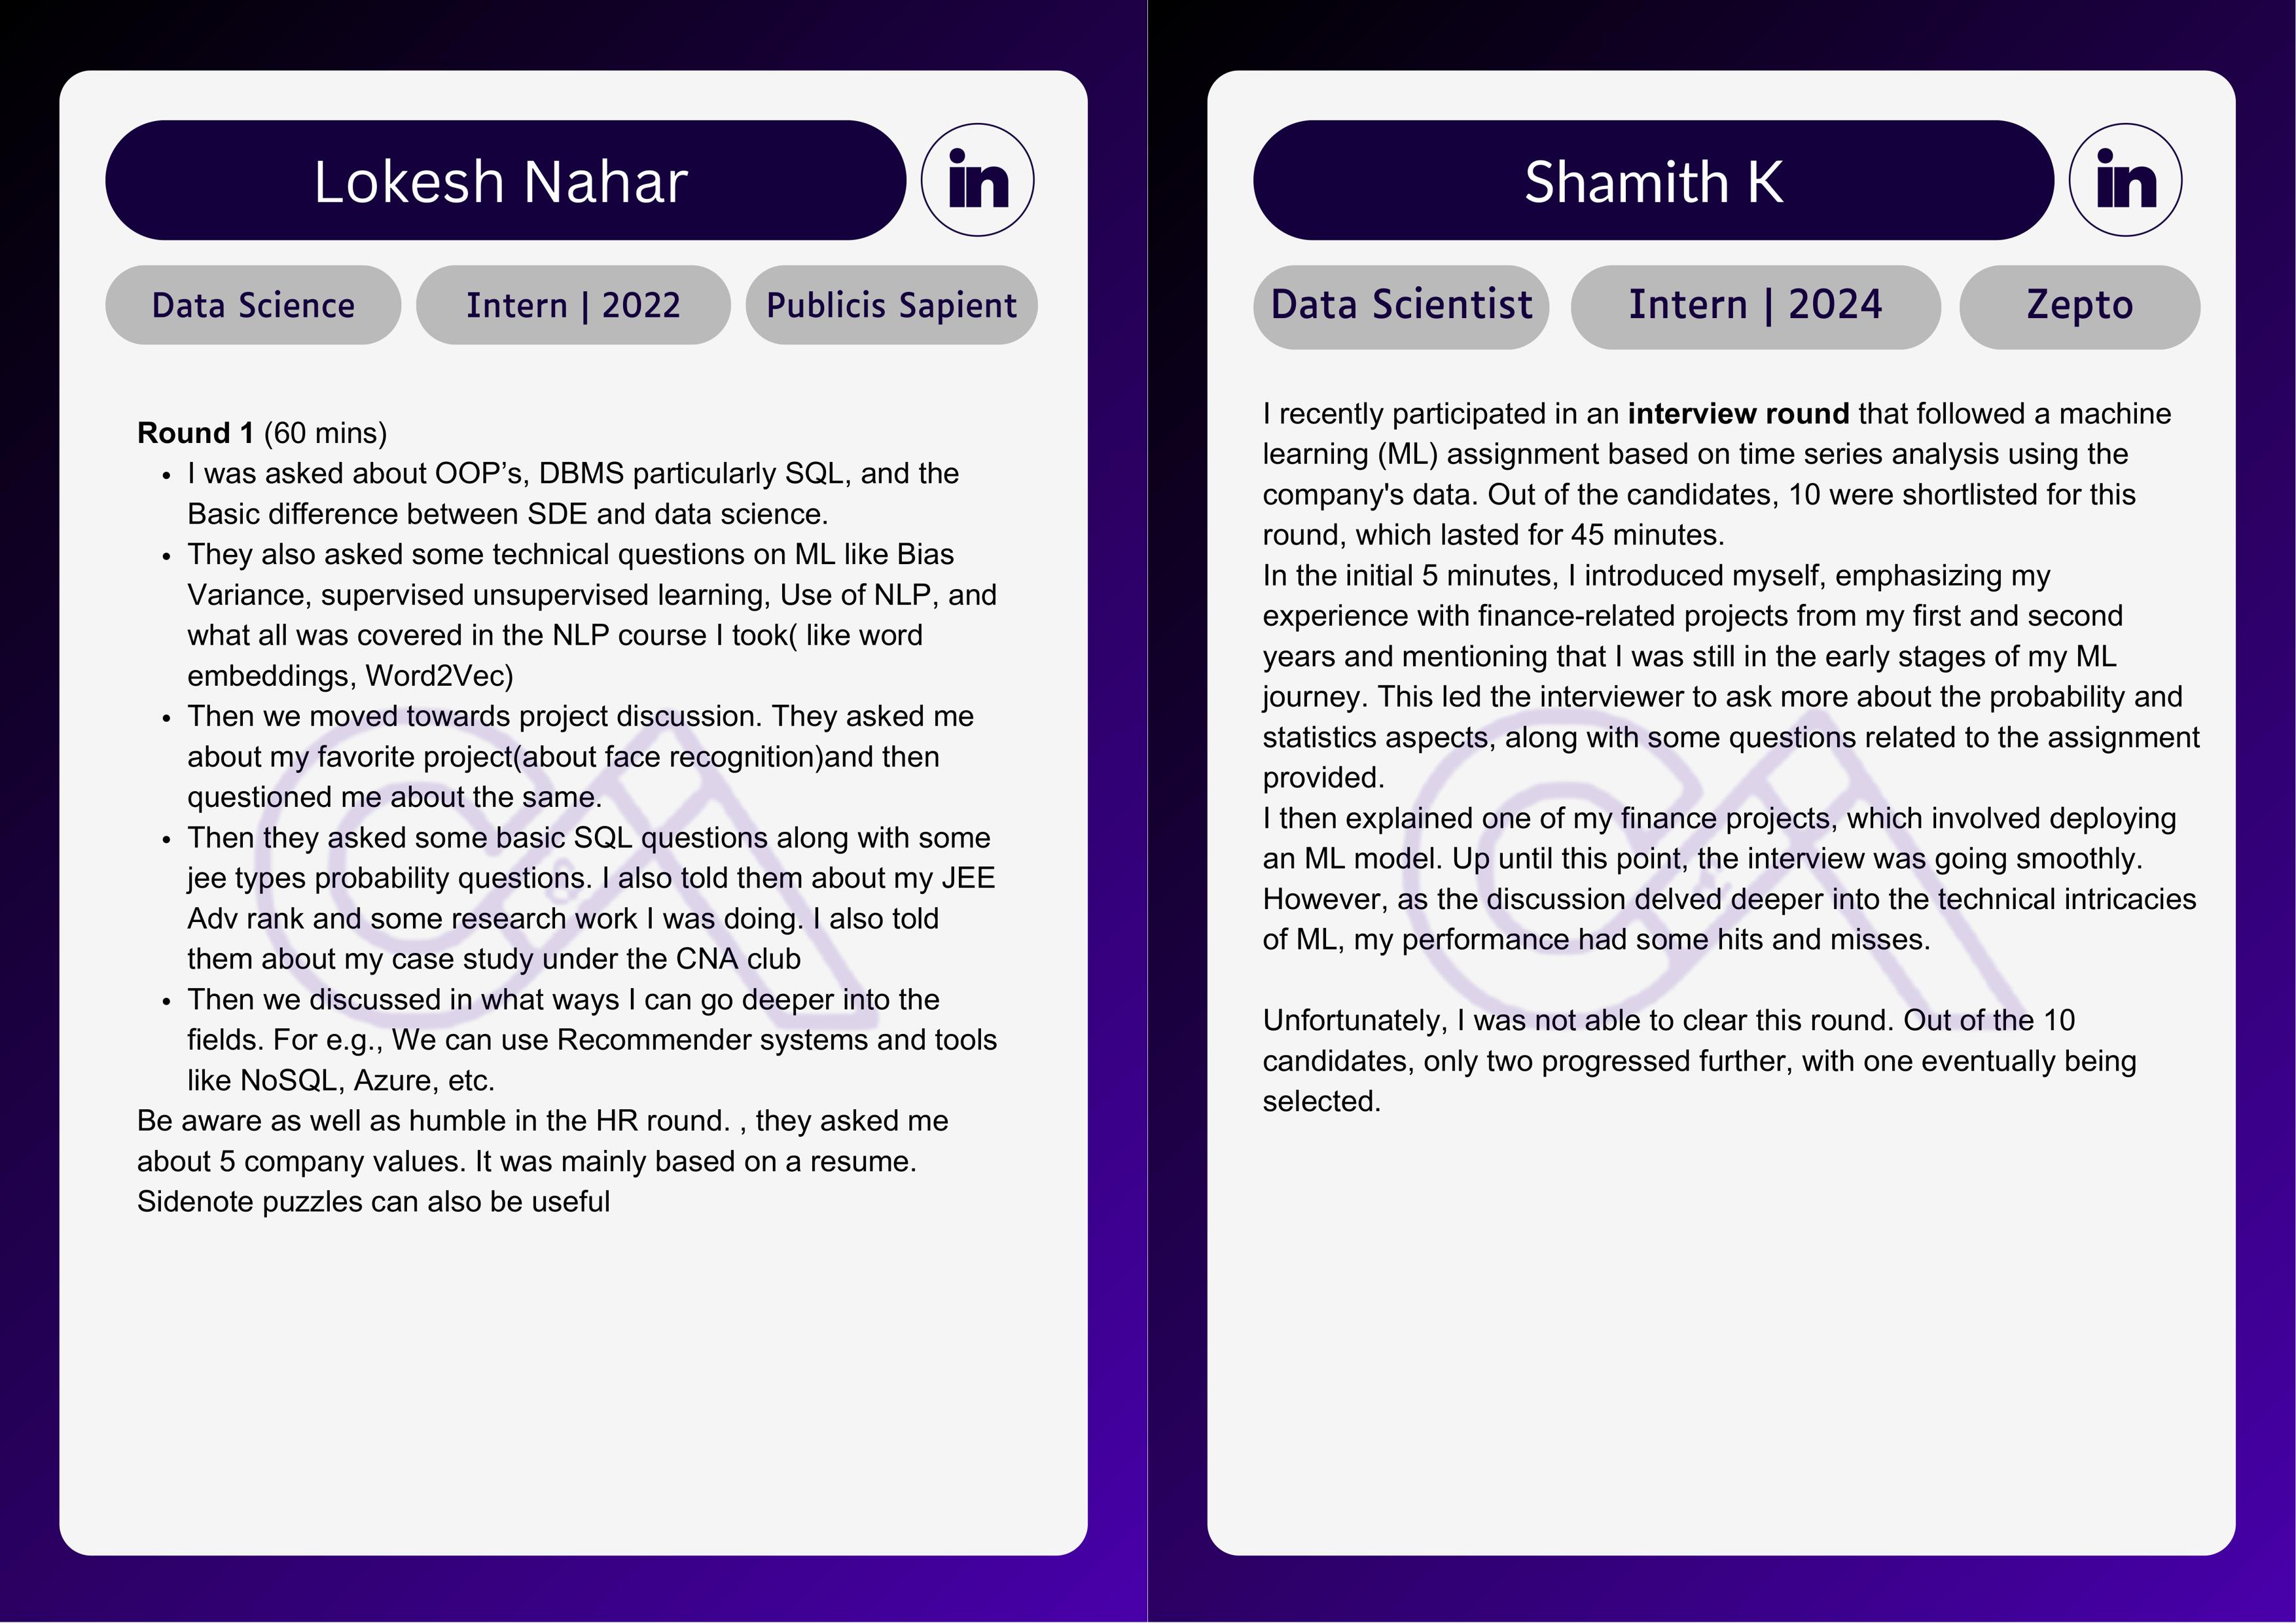 Lokesh Nahar
in
Data Science
Intern | 2022
Publicis Sapient
Round 1 (60 mins)
• I was asked about OOP’s, DBMS particularly SQL, and the
Basic difference between SDE and data science.
• They also asked some technical questions on ML like Bias
Variance, supervised unsupervised learning, Use of NLP, and
what all was covered in the NLP course I took( like word
embeddings, Word2Vec)
• Then we moved towards project discussion. They asked me
about my favorite project(about face recognition)and then
questioned me about the same.
• Then they asked some basic SQL questions along with some
jee types probability questions. I also told them about my JEE
Adv rank and some research work I was doing. I also told
them about my case study under the CNA club
• Then we discussed in what ways I can go deeper into the
fields. For e.g., We can use Recommender systems and tools
like NoSQL, Azure, etc.
Be aware as well as humble in the HR round. , they asked me
about 5 company values. It was mainly based on a resume.
Sidenote puzzles can also be useful
Shamith K
in
Data Scientist
Intern | 2024
Zepto
I recently participated in an interview round that followed a machine
learning (ML) assignment based on time series analysis using the
company's data. Out of the candidates, 10 were shortlisted for this
round, which lasted for 45 minutes.
In the initial 5 minutes, I introduced myself, emphasizing my
experience with finance-related projects from my first and second
years and mentioning that I was still in the early stages of my ML
journey. This led the interviewer to ask more about the probability and
statistics aspects, along with some questions related to the assignment
provided.
I then explained one of my finance projects, which involved deploying
an ML model. Up until this point, the interview was going smoothly.
However, as the discussion delved deeper into the technical intricacies
of ML, my performance had some hits and misses.
Unfortunately, I was not able to clear this round. Out of the 10
candidates, only two progressed further, with one eventually being
selected.